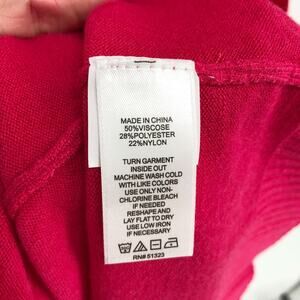 MADE IN CHINA
50%VISCOSE
28%POLYESTER
22%NYLON
TURN GARMENT
INSIDE OUT
MACHINE WASH COLD
WITH LIKE COLORS
USE ONLY NON-
CHLORINE BLEACH
IF NEEDED
RESHAPE AND
LAY FLAT TO DRY
USE LOW IRON
IF NECESSARY
RN# 51323